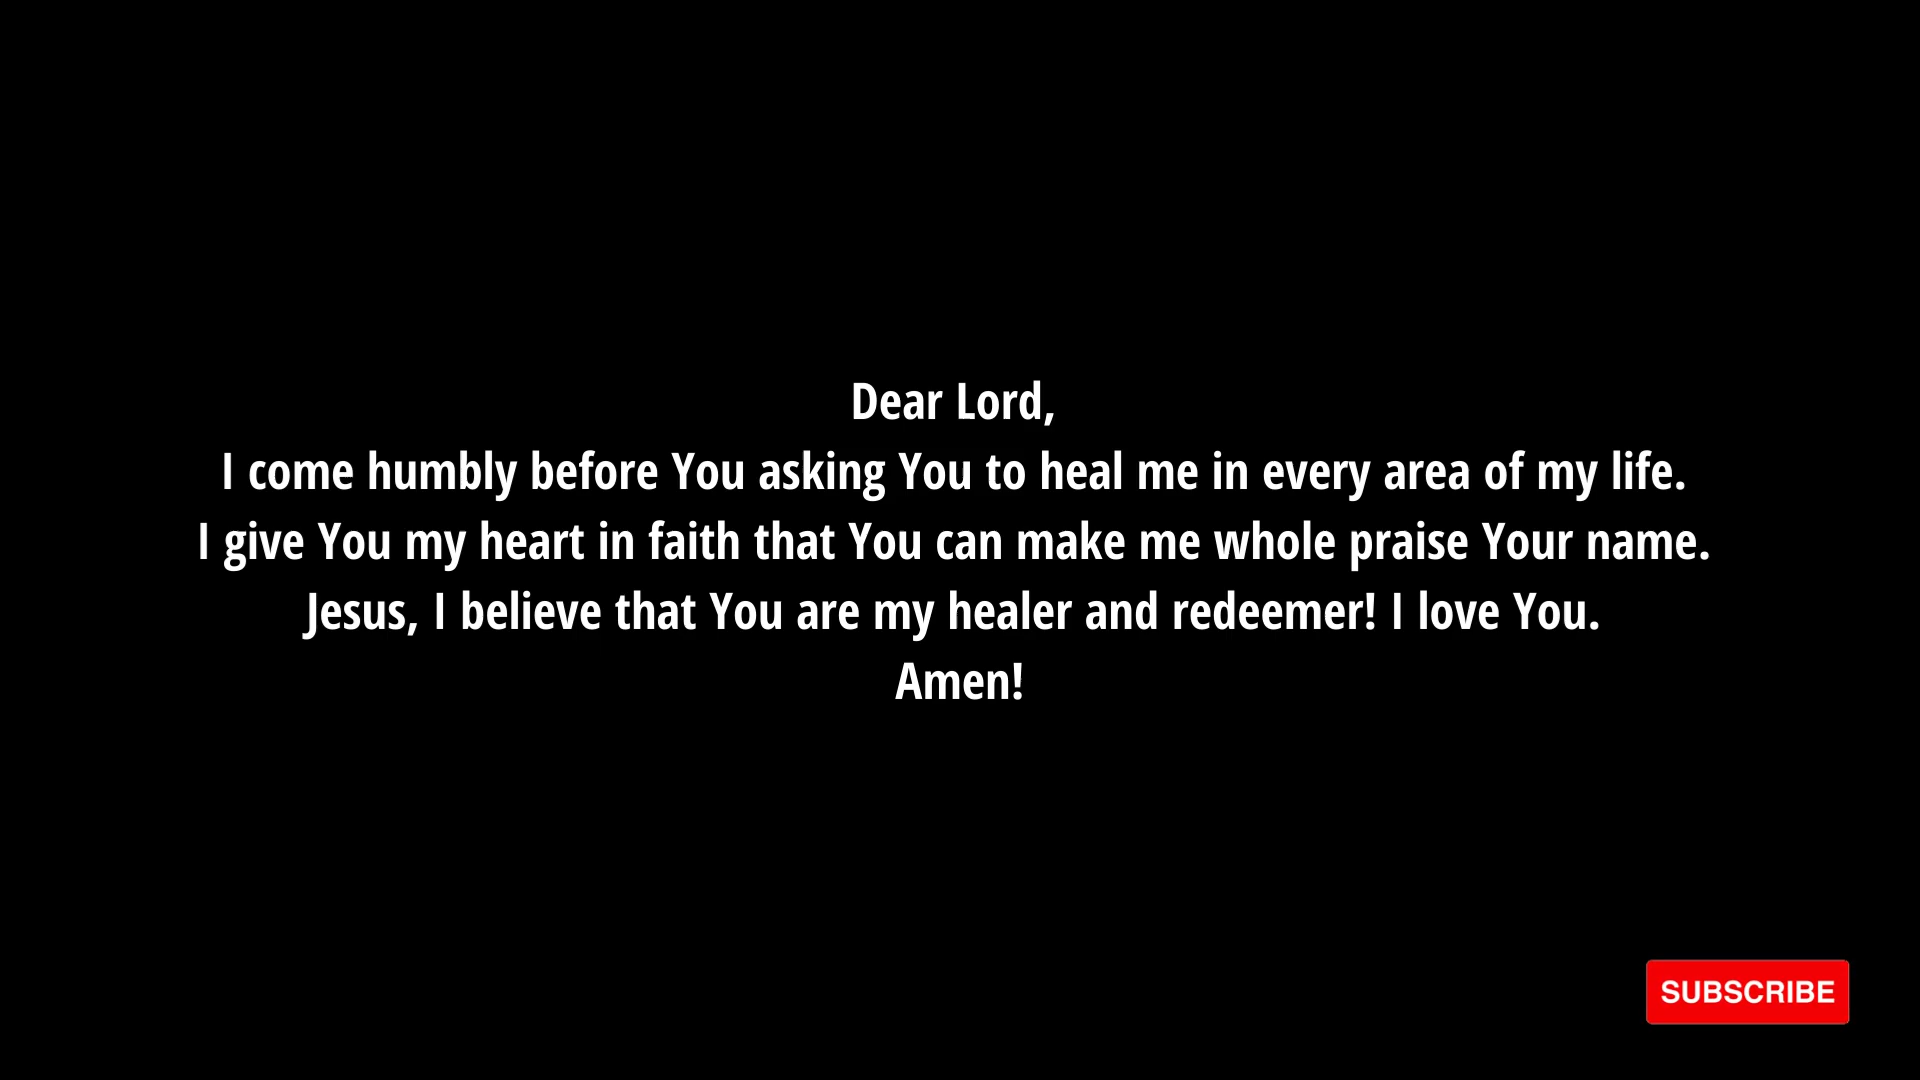 Dear Lord,
I come humbly before You asking You to heal me in every area of my life.
I give You my heart in faith that You can make me whole praise Your name.
Jesus, I believe that You are my healer and redeemer! I love You.
Amen!
SUBSCRIBE